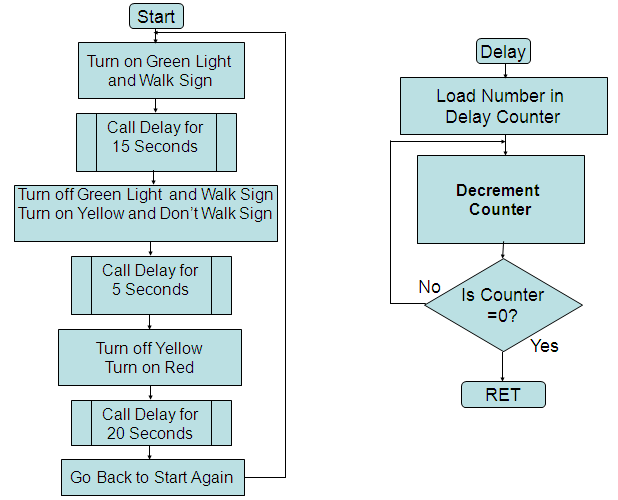 Start
Turn on Green Light
and Walk Sign
Call Delay for
15 Seconds
Turn off Green Light and Walk Sign
Turn on Yellow and Don't Walk Sign
Call Delay for
5 Seconds
Turn off Yellow
Turn on Red
Call Delay for
20 Seconds
Go Back to Start Again
Delay
Load Number in
Delay Counter
Decrement
Counter
Is Counter
=0?
No
Yes
RET